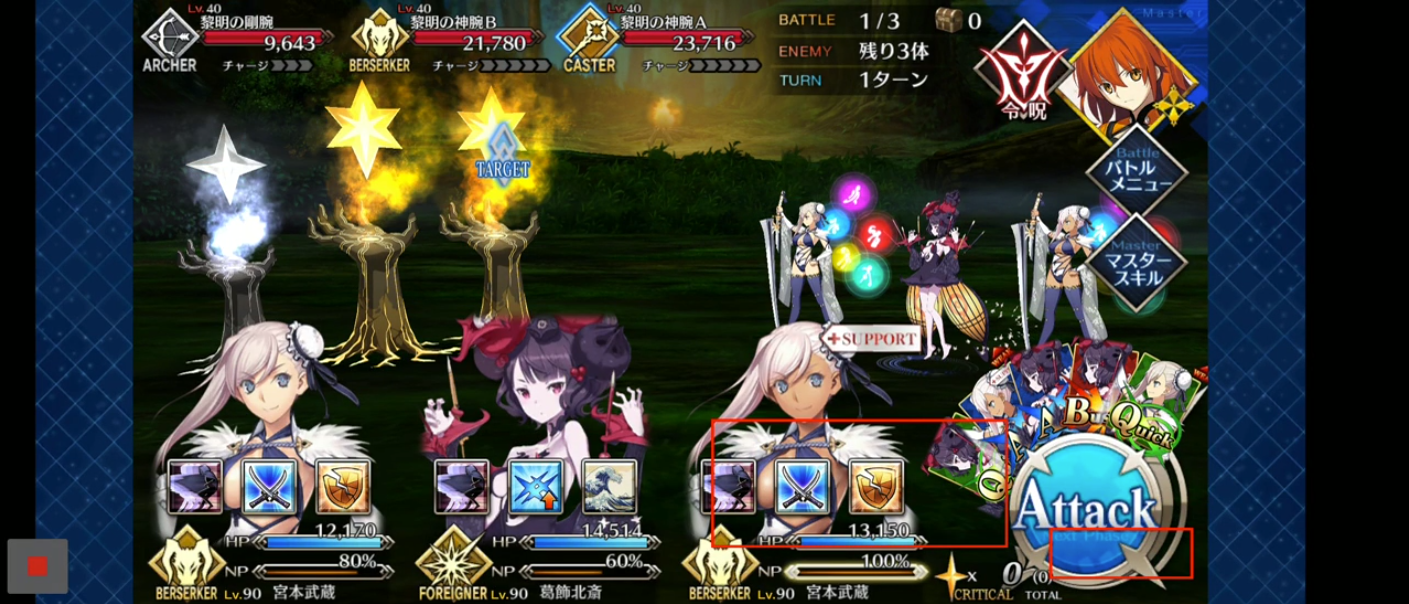 Lv.40
黎明の剛腕
9,643
ARCHER
チャージ
Lv.40
黎明の神腕B
21,780
BERSERKER
チャージ
Lv.40
黎明の神腕A
23,716
CASTER
チャージ
BATTLE 1/3 0
ENEMY 残り3体
TURN 1ターン
令呪
Master
Battle
バトル
メニュー
Master
マスター
スキル
TARGET
SUPPORT
Buster
Quick
Attack
Next Phase
12,170
HP
80%
NP
BERSERKER Lv.90 宮本武蔵
14,514
HP
60%
NP
FOREIGNER Lv.90 葛飾北斎
13,150
HP
100%
NP
BERSERKER Lv.90 宮本武蔵
x 0 (0)
CRITICAL TOTAL